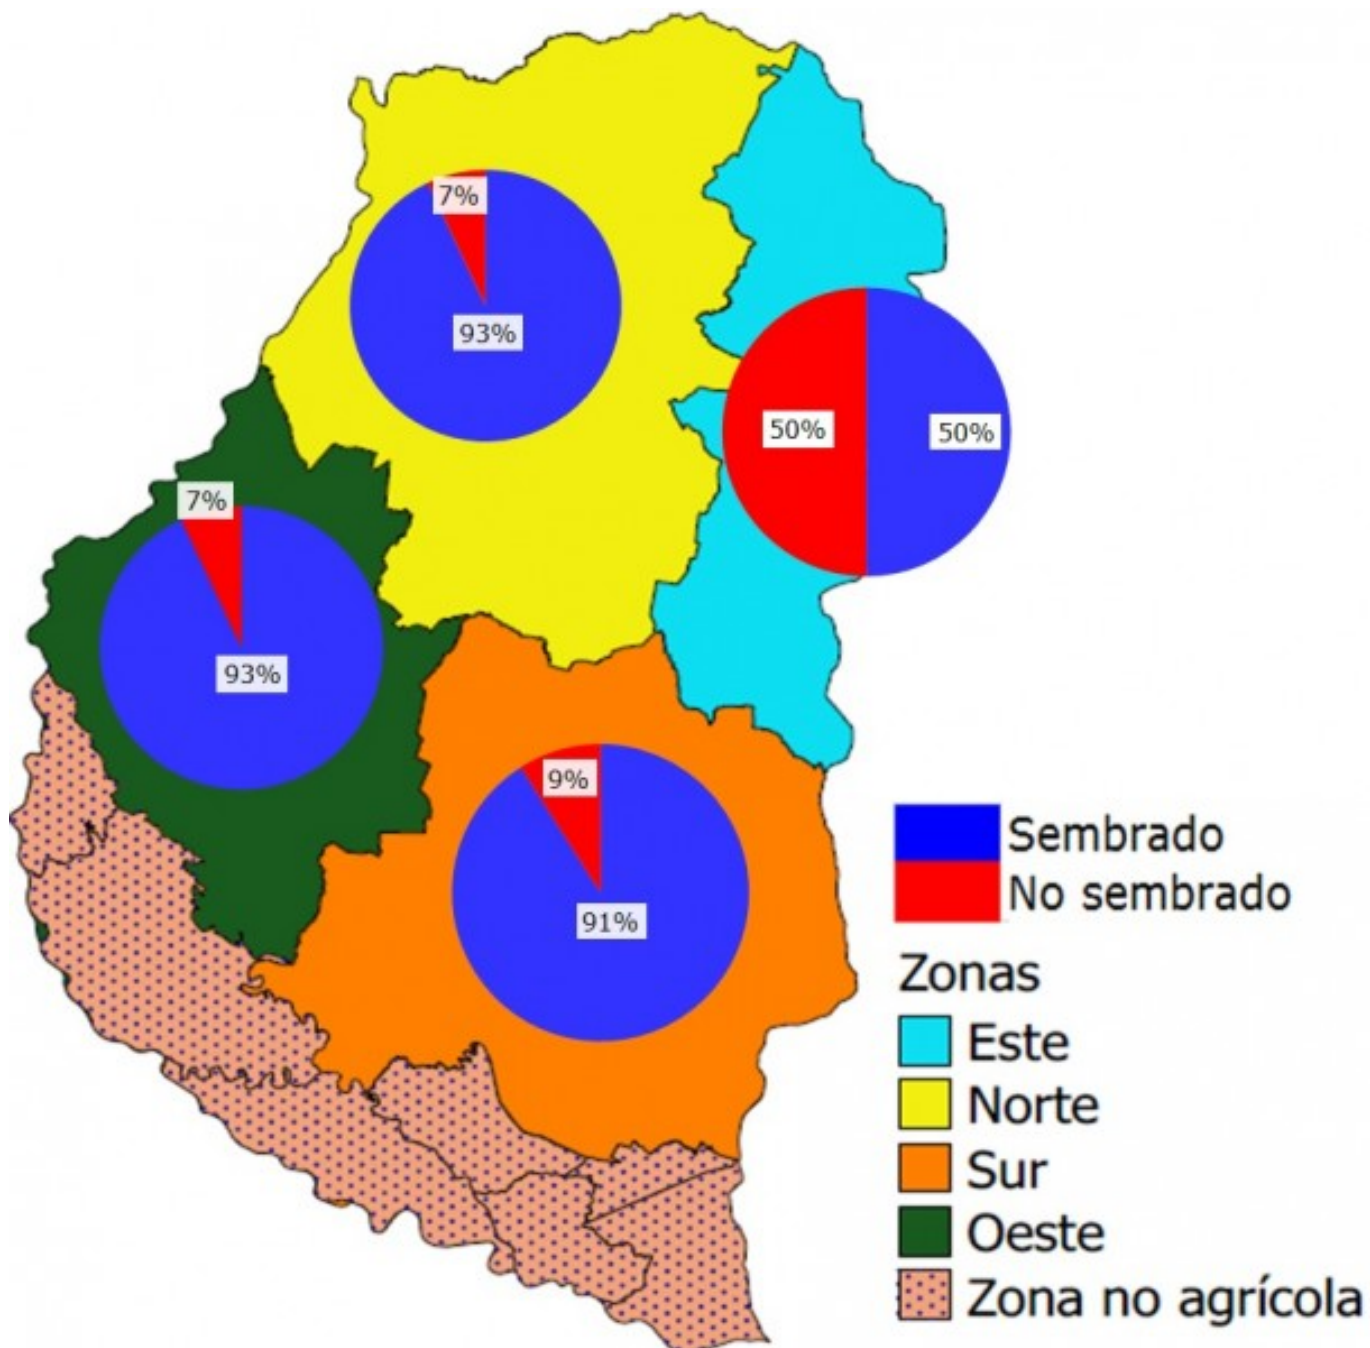 7%
93%
50%
50%
7%
93%
9%
91%
Sembrado
No sembrado
Zonas
Este
Norte
Sur
Oeste
Zona no agrícola